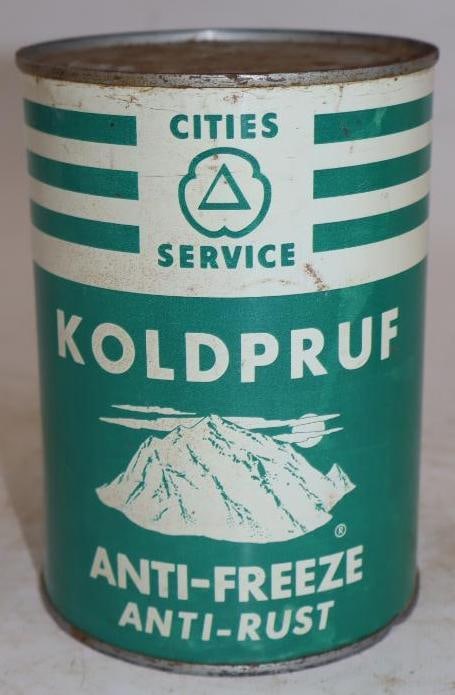 CITIES
SERVICE
KOLDPRUF
®
ANTI-FREEZE
ANTI-RUST